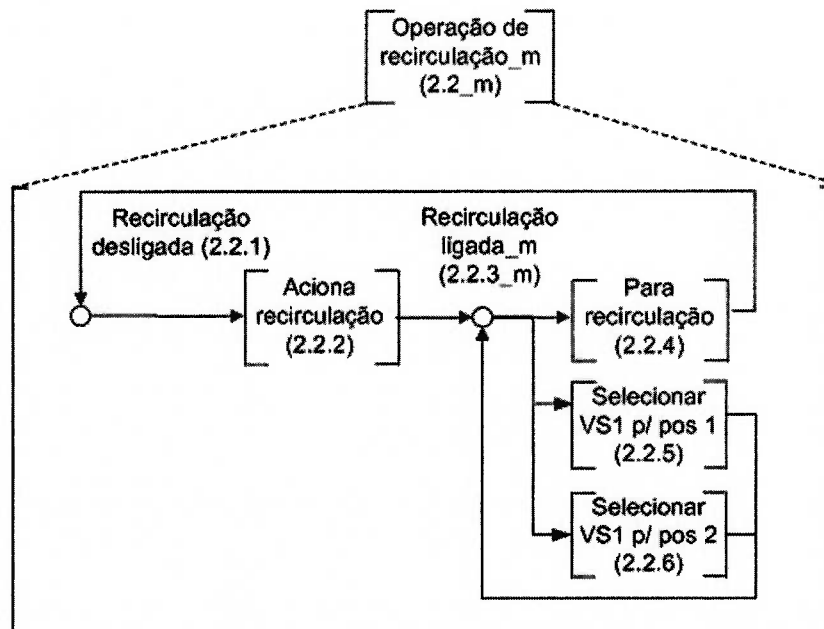 Operação de
recirculação_m
(2.2_m)
Recirculação
desligada (2.2.1)
Recirculação
ligada_m
(2.2.3_m)
Aciona
recirculação
(2.2.2)
Para
recirculação
(2.2.4)
Selecionar
VS1 p/ pos 1
(2.2.5)
Selecionar
VS1 p/ pos 2
(2.2.6)